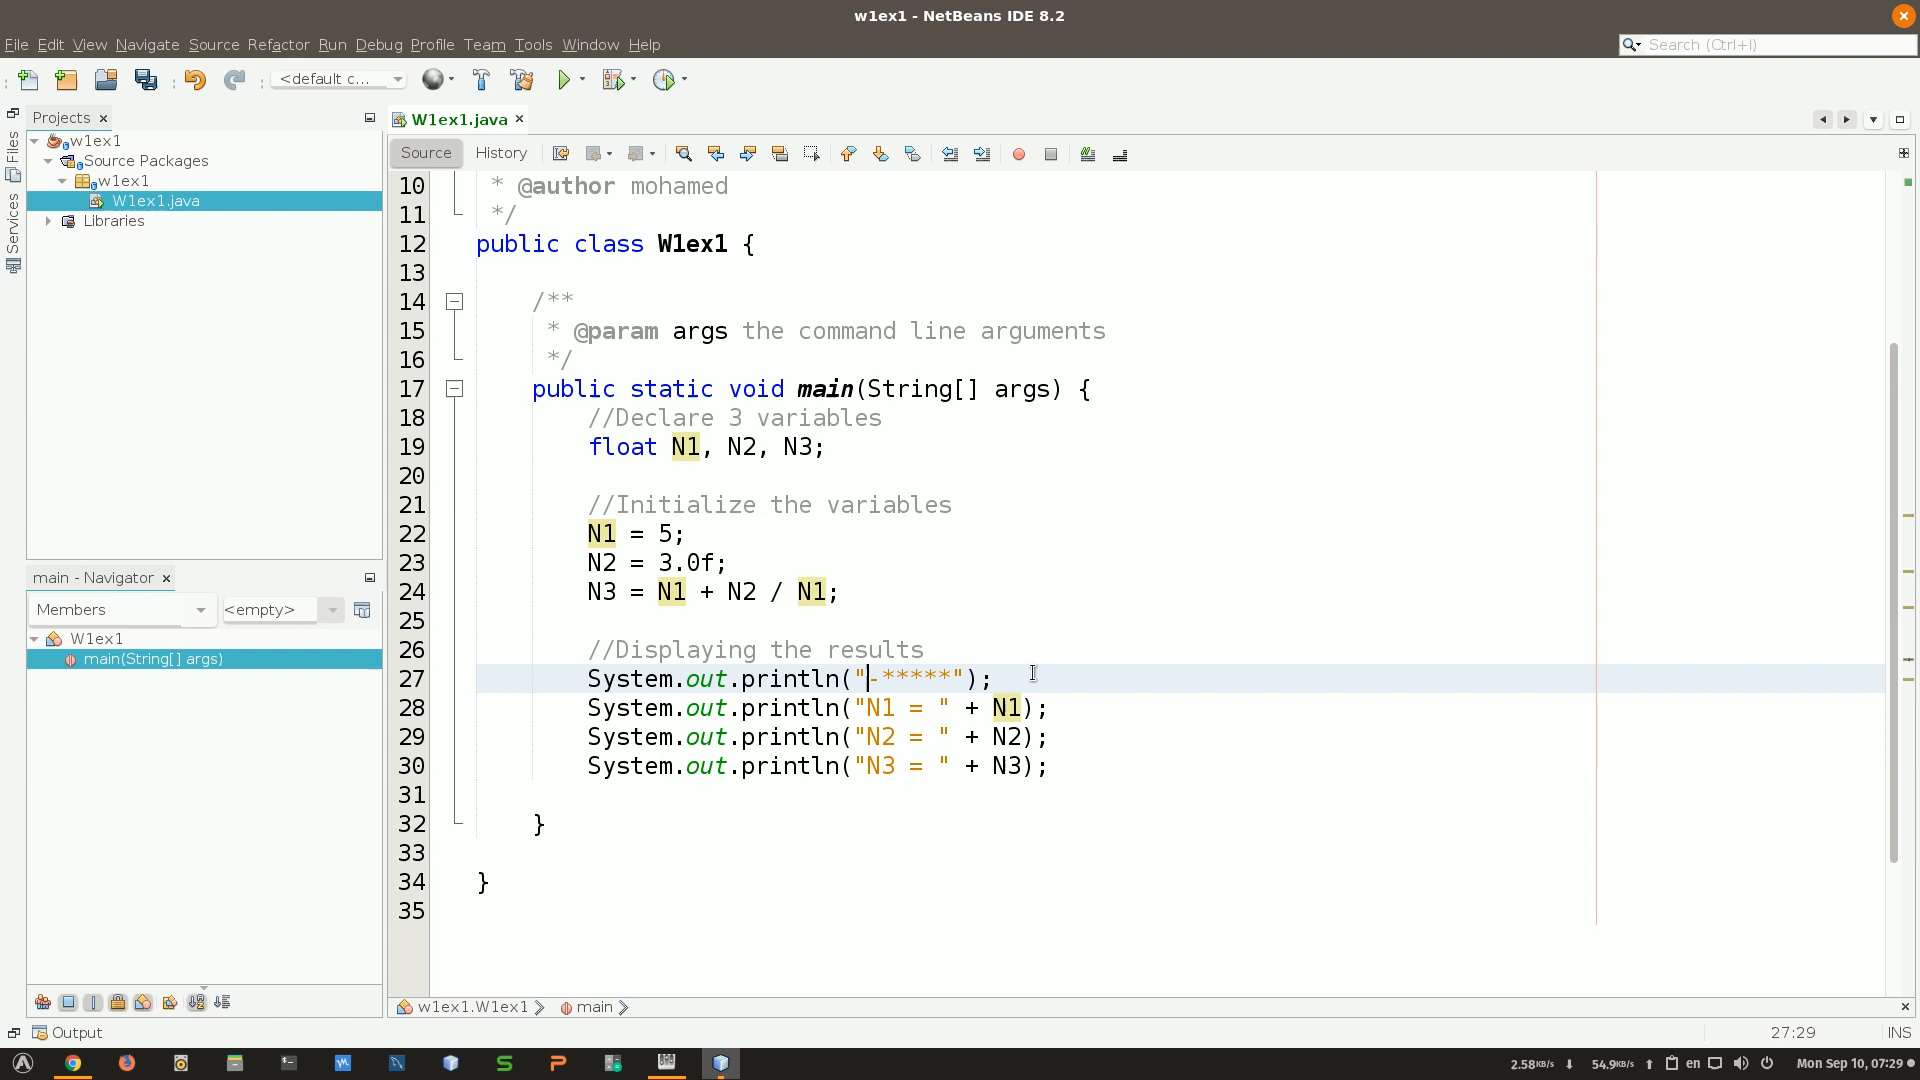 w1ex1 - NetBeans IDE 8.2
File Edit View Navigate Source Refactor Run Debug Profile Team Tools Window Help
Search (Ctrl+I)
<default c...
Files
Services
Projects
w1ex1
Source Packages
w1ex1
W1ex1.java
Libraries
main - Navigator
Members
<empty>
W1ex1
main(String[] args)
W1ex1.java
Source History
10 * @author mohamed
11 */
12 public class W1ex1 {
13
14 /**
15 * @param args the command line arguments
16 */
17 public static void main(String[] args) {
18 //Declare 3 variables
19 float N1, N2, N3;
20
21 //Initialize the variables
22 N1 = 5;
23 N2 = 3.0f;
24 N3 = N1 + N2 / N1;
25
26 //Displaying the results
27 System.out.println("-*****");
28 System.out.println("N1 = " + N1);
29 System.out.println("N2 = " + N2);
30 System.out.println("N3 = " + N3);
31
32 }
33
34 }
35
w1ex1.W1ex1 main
Output
27:29 INS
2.58KB/s 54.9KB/s en Mon Sep 10, 07:29